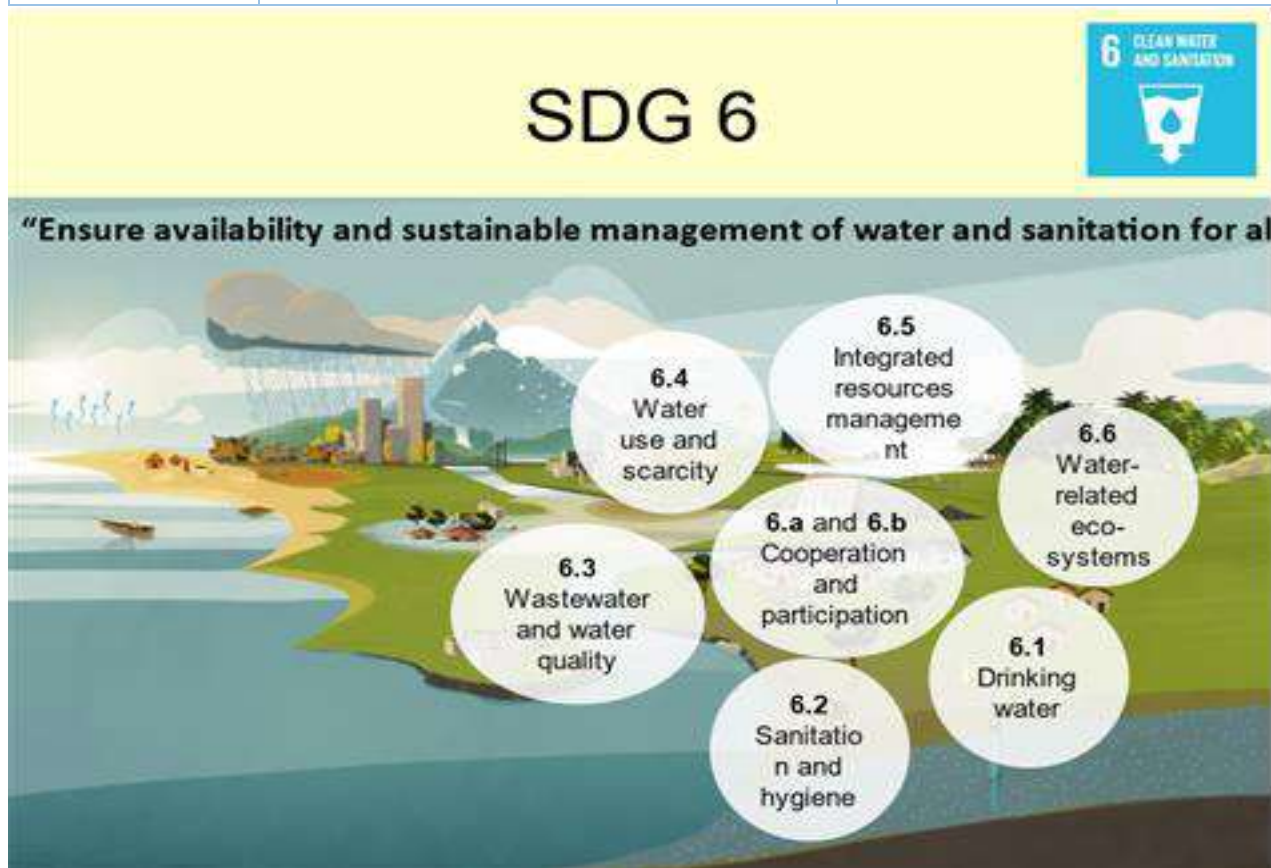 SDG 6
6 CLEAN WATER
AND SANITATION
“Ensure availability and sustainable management of water and sanitation for al
6.5
Integrated
resources
manageme
nt
6.4
Water
use and
scarcity
6.6
Water-
related
eco-
systems
6.a and 6.b
Cooperation
and
participation
6.3
Wastewater
and water
quality
6.1
Drinking
water
6.2
Sanitatio
n and
hygiene